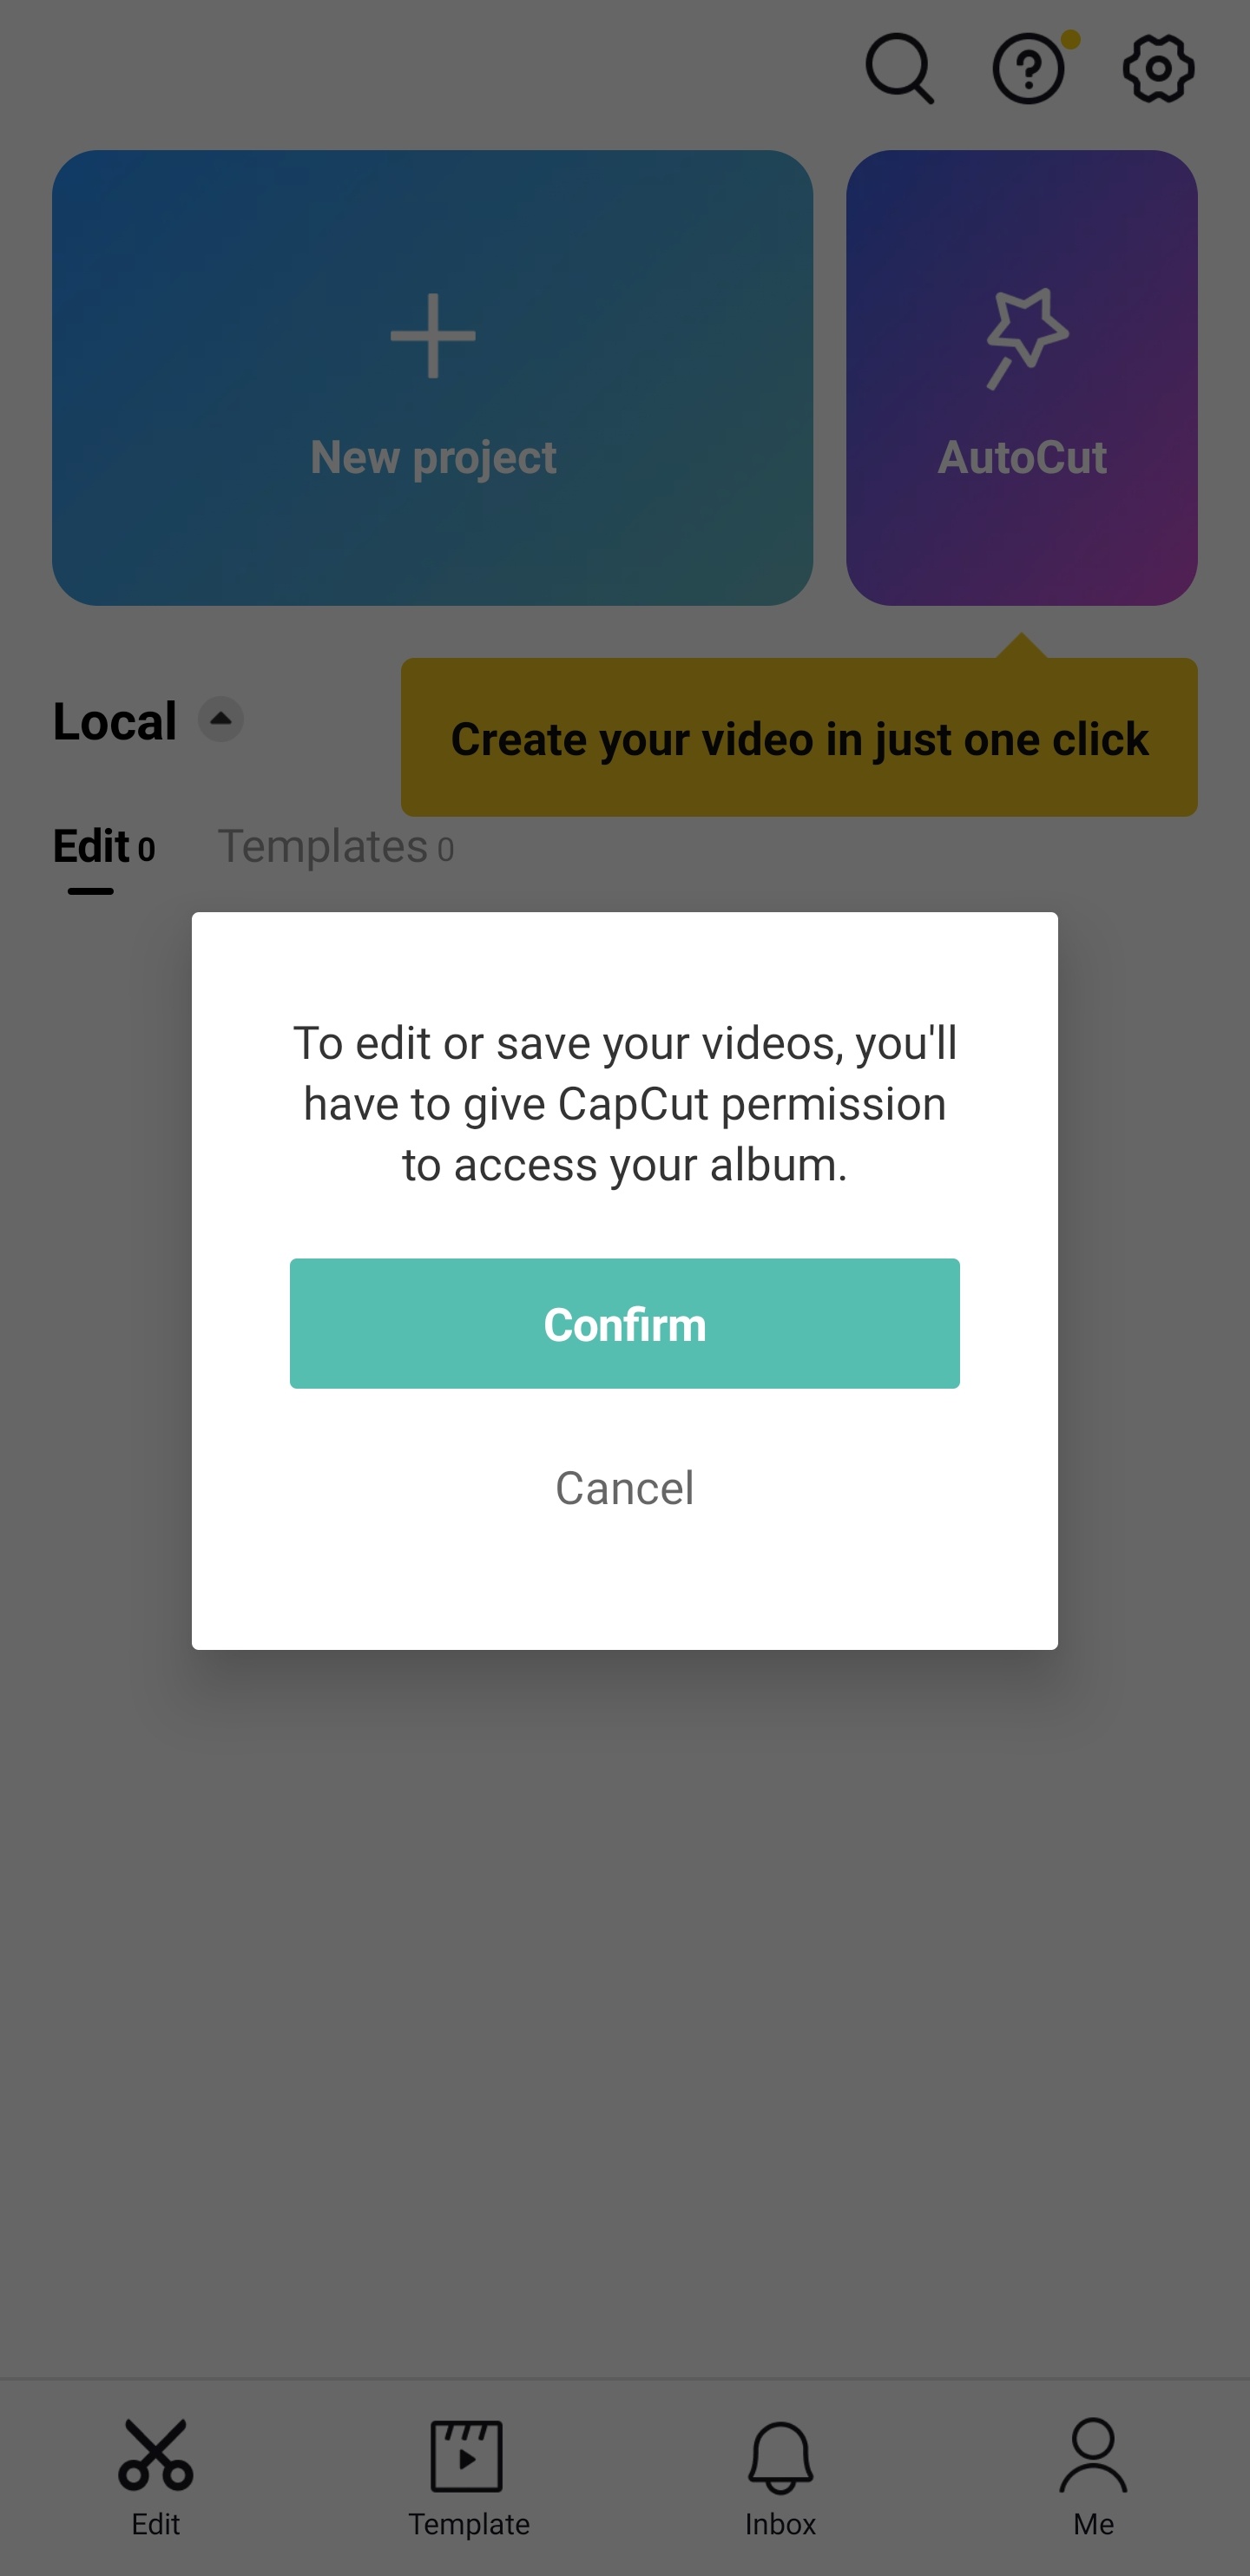 New project
AutoCut
Local
Create your video in just one click
Edit 0
Templates 0
To edit or save your videos, you'll
have to give CapCut permission
to access your album.
Confirm
Cancel
Edit
Template
Inbox
Me